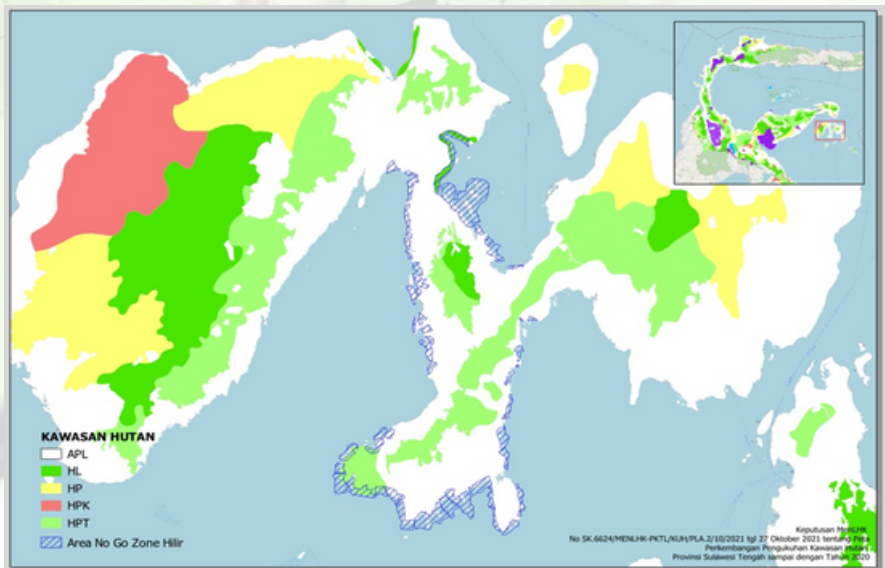 KAWASAN HUTAN
APL
HL
HP
HPK
HPT
Area No Go Zone Hilir
Keputusan MenLHK
No SK.6624/MENLHK-PKTL/KUH/PLA.2/10/2021 tgl 27 Oktober 2021 tentang Peta
Perkembangan Pengukuhan Kawasan Hutan
Provinsi Sulawesi Tengah sampai dengan Tahun 2020